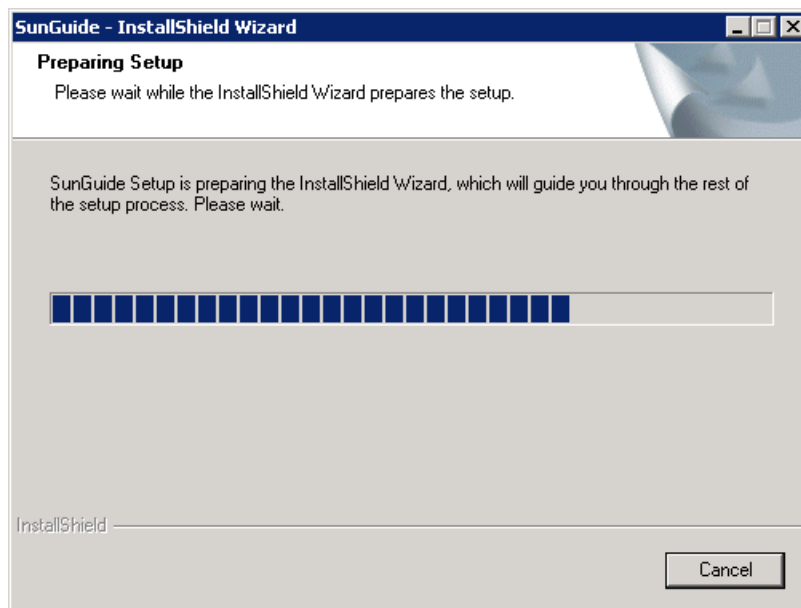 SunGuide - InstallShield Wizard
Preparing Setup
Please wait while the InstallShield Wizard prepares the setup.
SunGuide Setup is preparing the InstallShield Wizard, which will guide you through the rest of
the setup process. Please wait.
InstallShield
Cancel